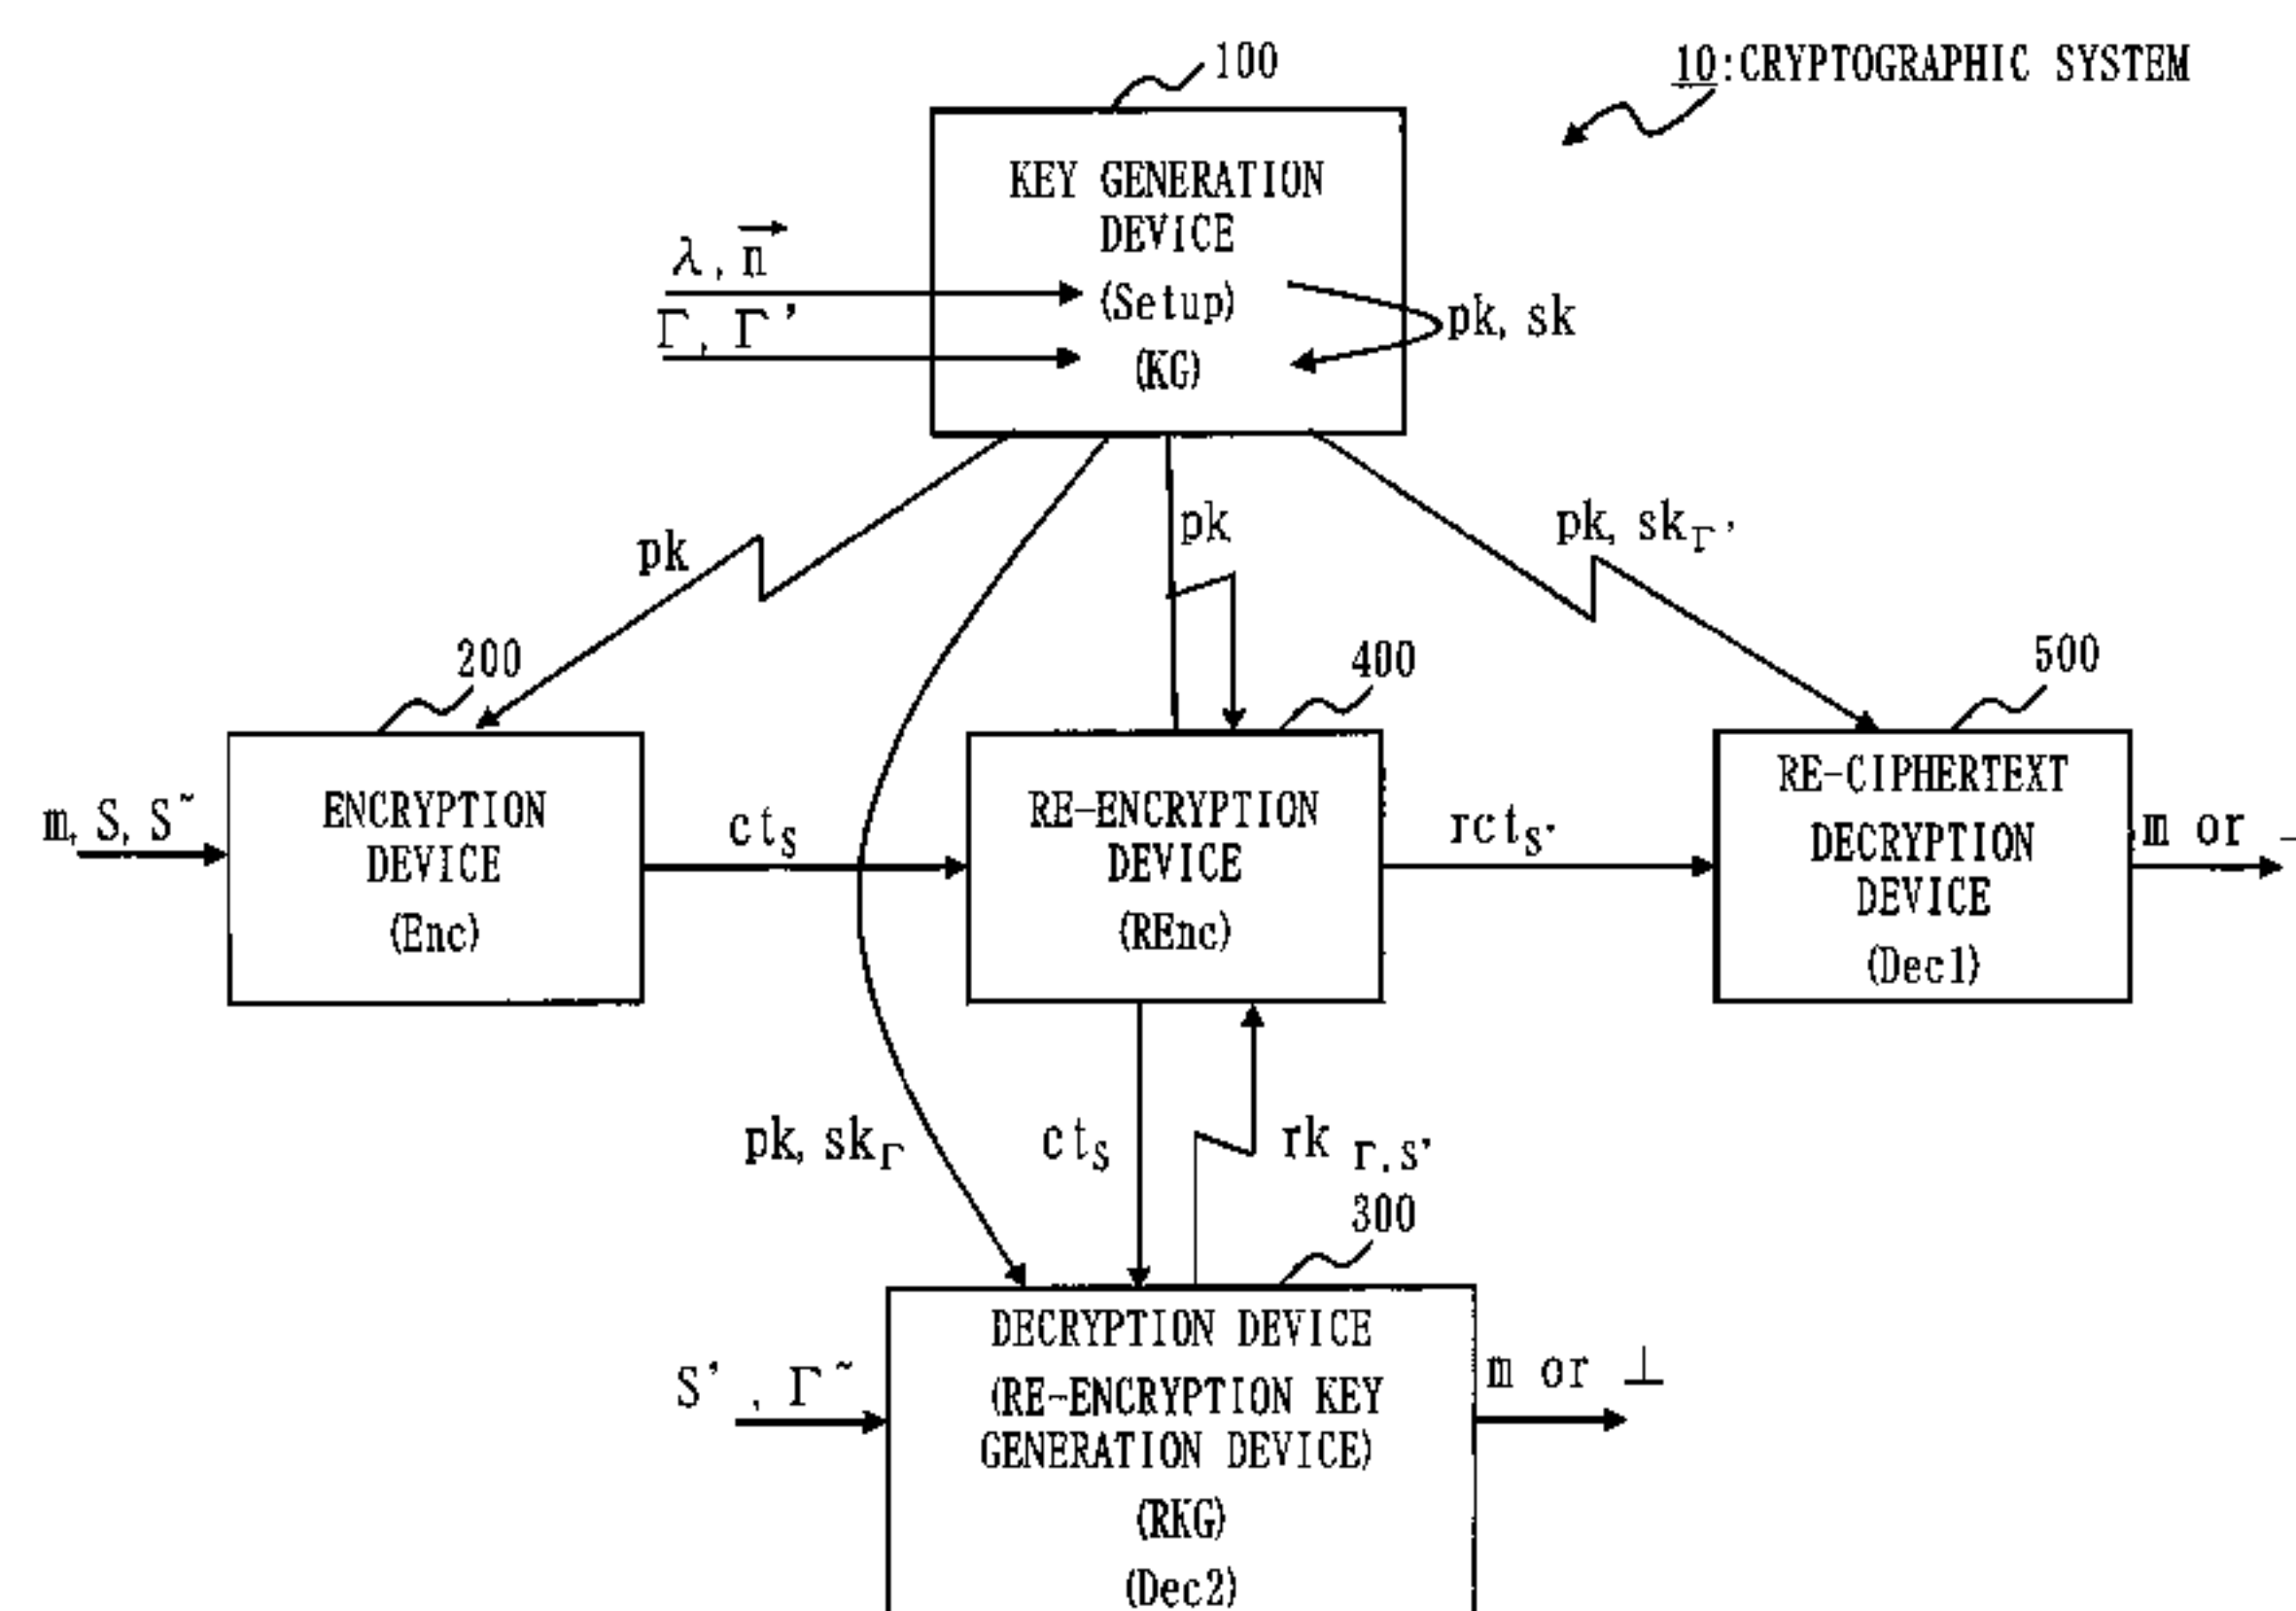 100
10:CRYPTOGRAPHIC SYSTEM
KEY GENERATION
DEVICE
λ, n→
(Setup)
Γ, Γ'
pk, sk
(KG)
pk
pk
pk, skΓ'
200
400
500
m, S, S~
ENCRYPTION
DEVICE
(Enc)
ctS
RE-ENCRYPTION
DEVICE
(REnc)
rctS'
RE-CIPHERTEXT
DECRYPTION
DEVICE
(Dec1)
m or
pk, skΓ
ctS
rk Γ.S'
300
S', Γ~
DECRYPTION DEVICE
(RE-ENCRYPTION KEY
GENERATION DEVICE)
(RKG)
(Dec2)
m or ⊥